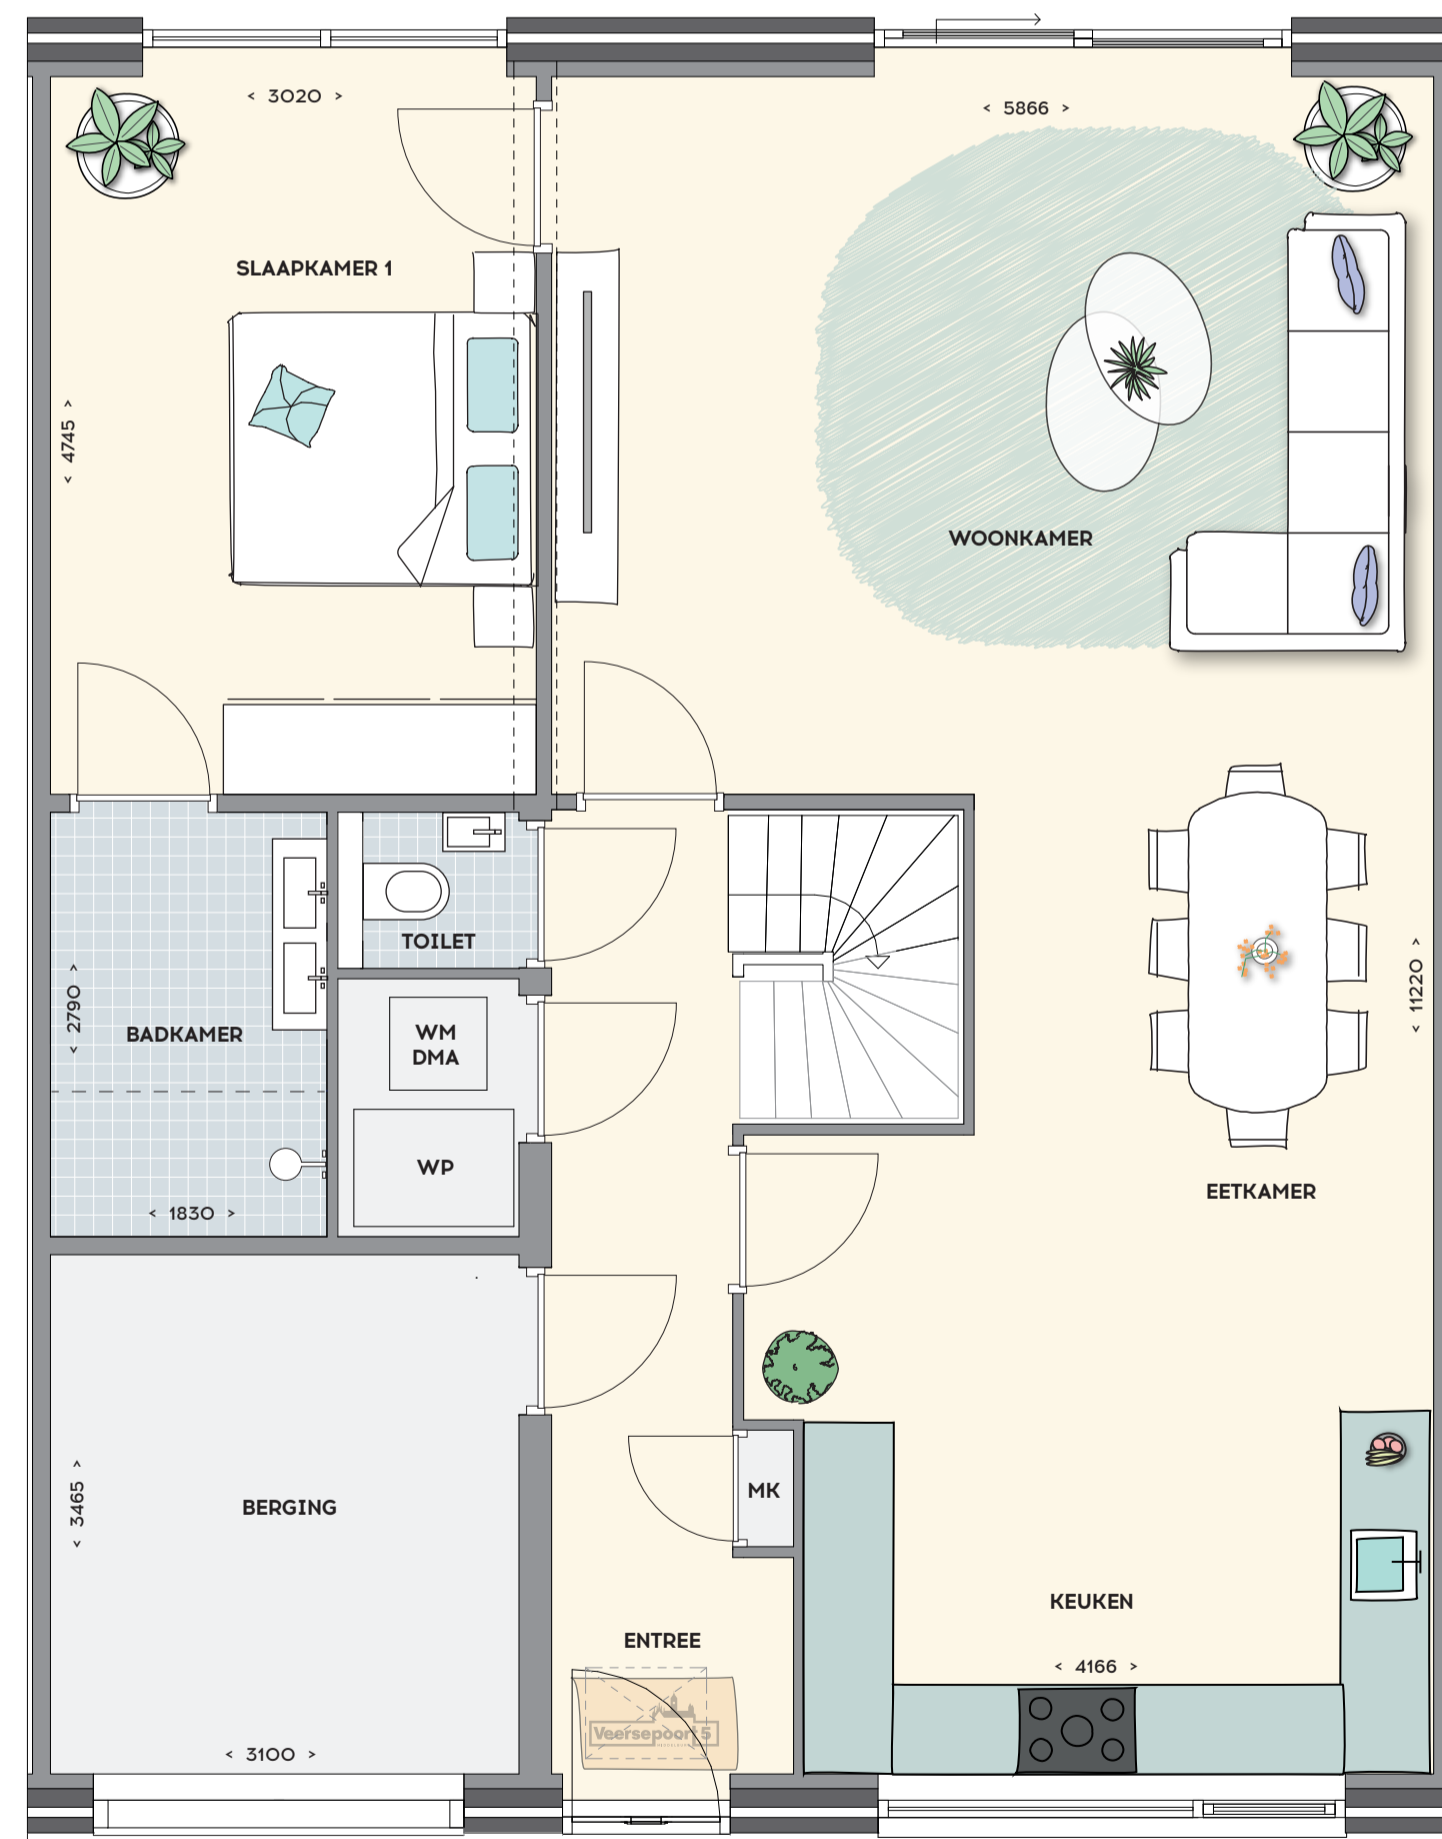 < 3020 >
< 5866 >
SLAAPKAMER 1
< 4745 >
WOONKAMER
TOILET
< 2790 >
BADKAMER
WM
DMA
< 11220 >
WP
EETKAMER
< 1830 >
< 3465 >
BERGING
MK
KEUKEN
ENTREE
< 4166 >
Veersepoort 5
< 3100 >